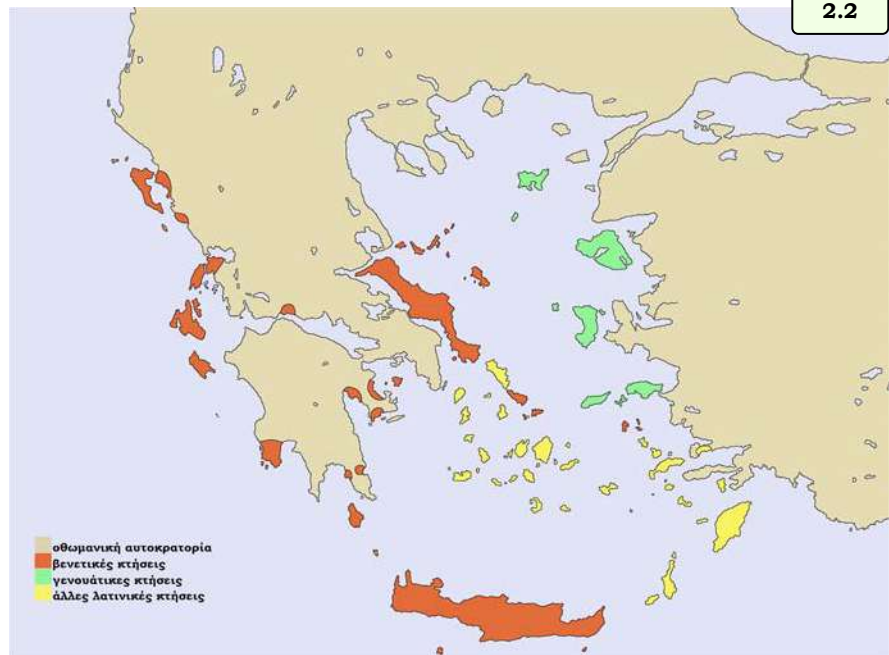 2.2
οθωμανική αυτοκρατορία
βενετικές κτήσεις
γενουάτικες κτήσεις
άλλες λατινικές κτήσεις